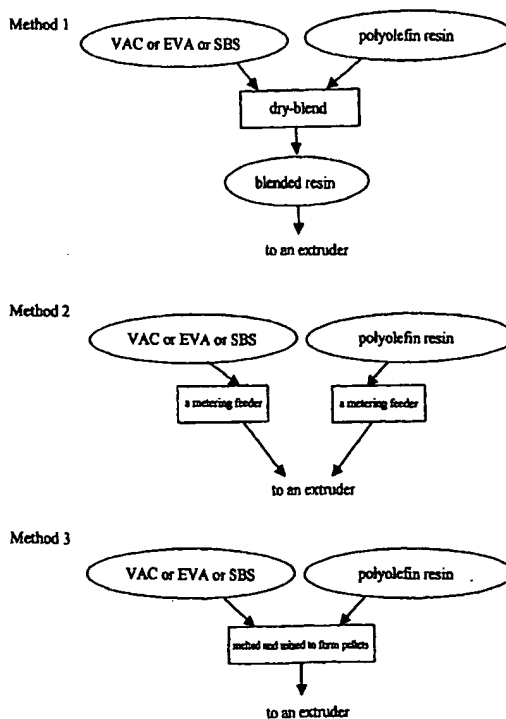 Method 1
VAC or EVA or SBS
polyolefin resin
dry-blend
blended resin
to an extruder
Method 2
VAC or EVA or SBS
polyolefin resin
a metering feeder
a metering feeder
to an extruder
Method 3
VAC or EVA or SBS
polyolefin resin
melted and mixed to form pellets
to an extruder